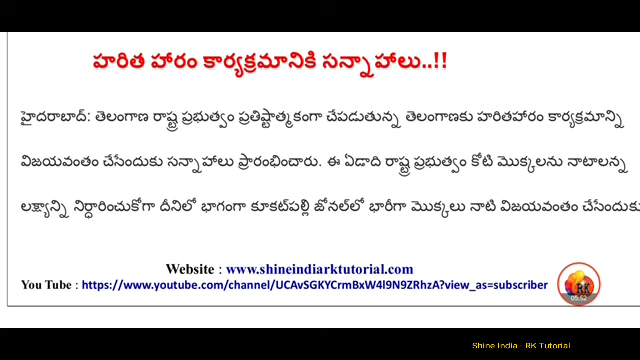 హరిత హారం కార్యక్రమానికి సన్నాహాలు..!!
హైదరాబాద్: తెలంగాణ రాష్ట్ర ప్రభుత్వం ప్రతిష్టాత్మకంగా చేపడుతున్న తెలంగాణకు హరితహారం కార్యక్రమాన్ని
విజయవంతం చేసేందుకు సన్నాహాలు ప్రారంభించారు. ఈ ఏడాది రాష్ట్ర ప్రభుత్వం కోటి మొక్కలను నాటాలన్న
లక్ష్యాన్ని నిర్ధారించుకోగా దీనిలో భాగంగా కూకట్‌పల్లి జోనల్‌లో భారీగా మొక్కలు నాటి విజయవంతం చేసేందుకు
Website : www.shineindiarktutorial.com
You Tube : https://www.youtube.com/channel/UCAvSGKYCrmBxW4l9N9ZRhzA?view_as=subscriber
RK
05:52
Shine India - RK Tutorial